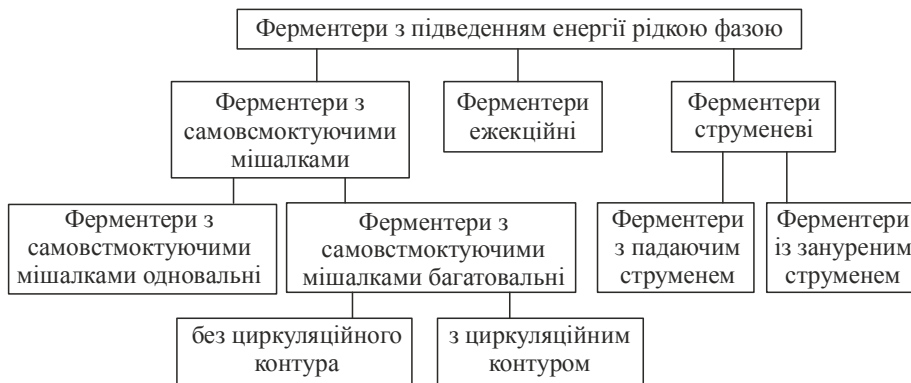 Ферментери з підведенням енергії рідкою фазою
Ферментери з
самовсмоктуючими
мішалками
Ферментери
ежекційні
Ферментери
струменеві
Ферментери з
самовстмоктуючими
мішалками одновальні
Ферментери з
самовстмоктуючими
мішалками багатовальні
Ферментери
з падаючим
струменем
Ферментери
із зануреним
струменем
без циркуляційного
контура
з циркуляційним
контуром